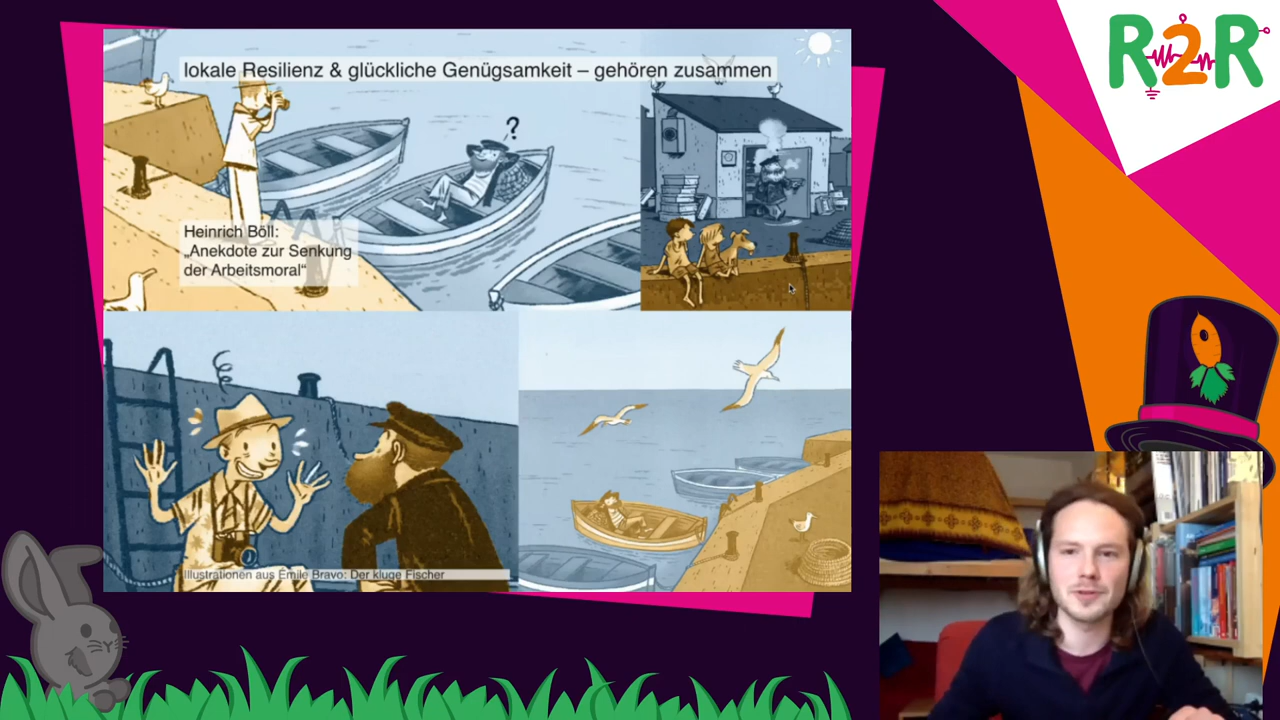 R2R
lokale Resilienz & glückliche Genügsamkeit – gehören zusammen
?
Heinrich Böll:
„Anekdote zur Senkung
der Arbeitsmoral“
Illustrationen aus Émile Bravo: Der kluge Fischer